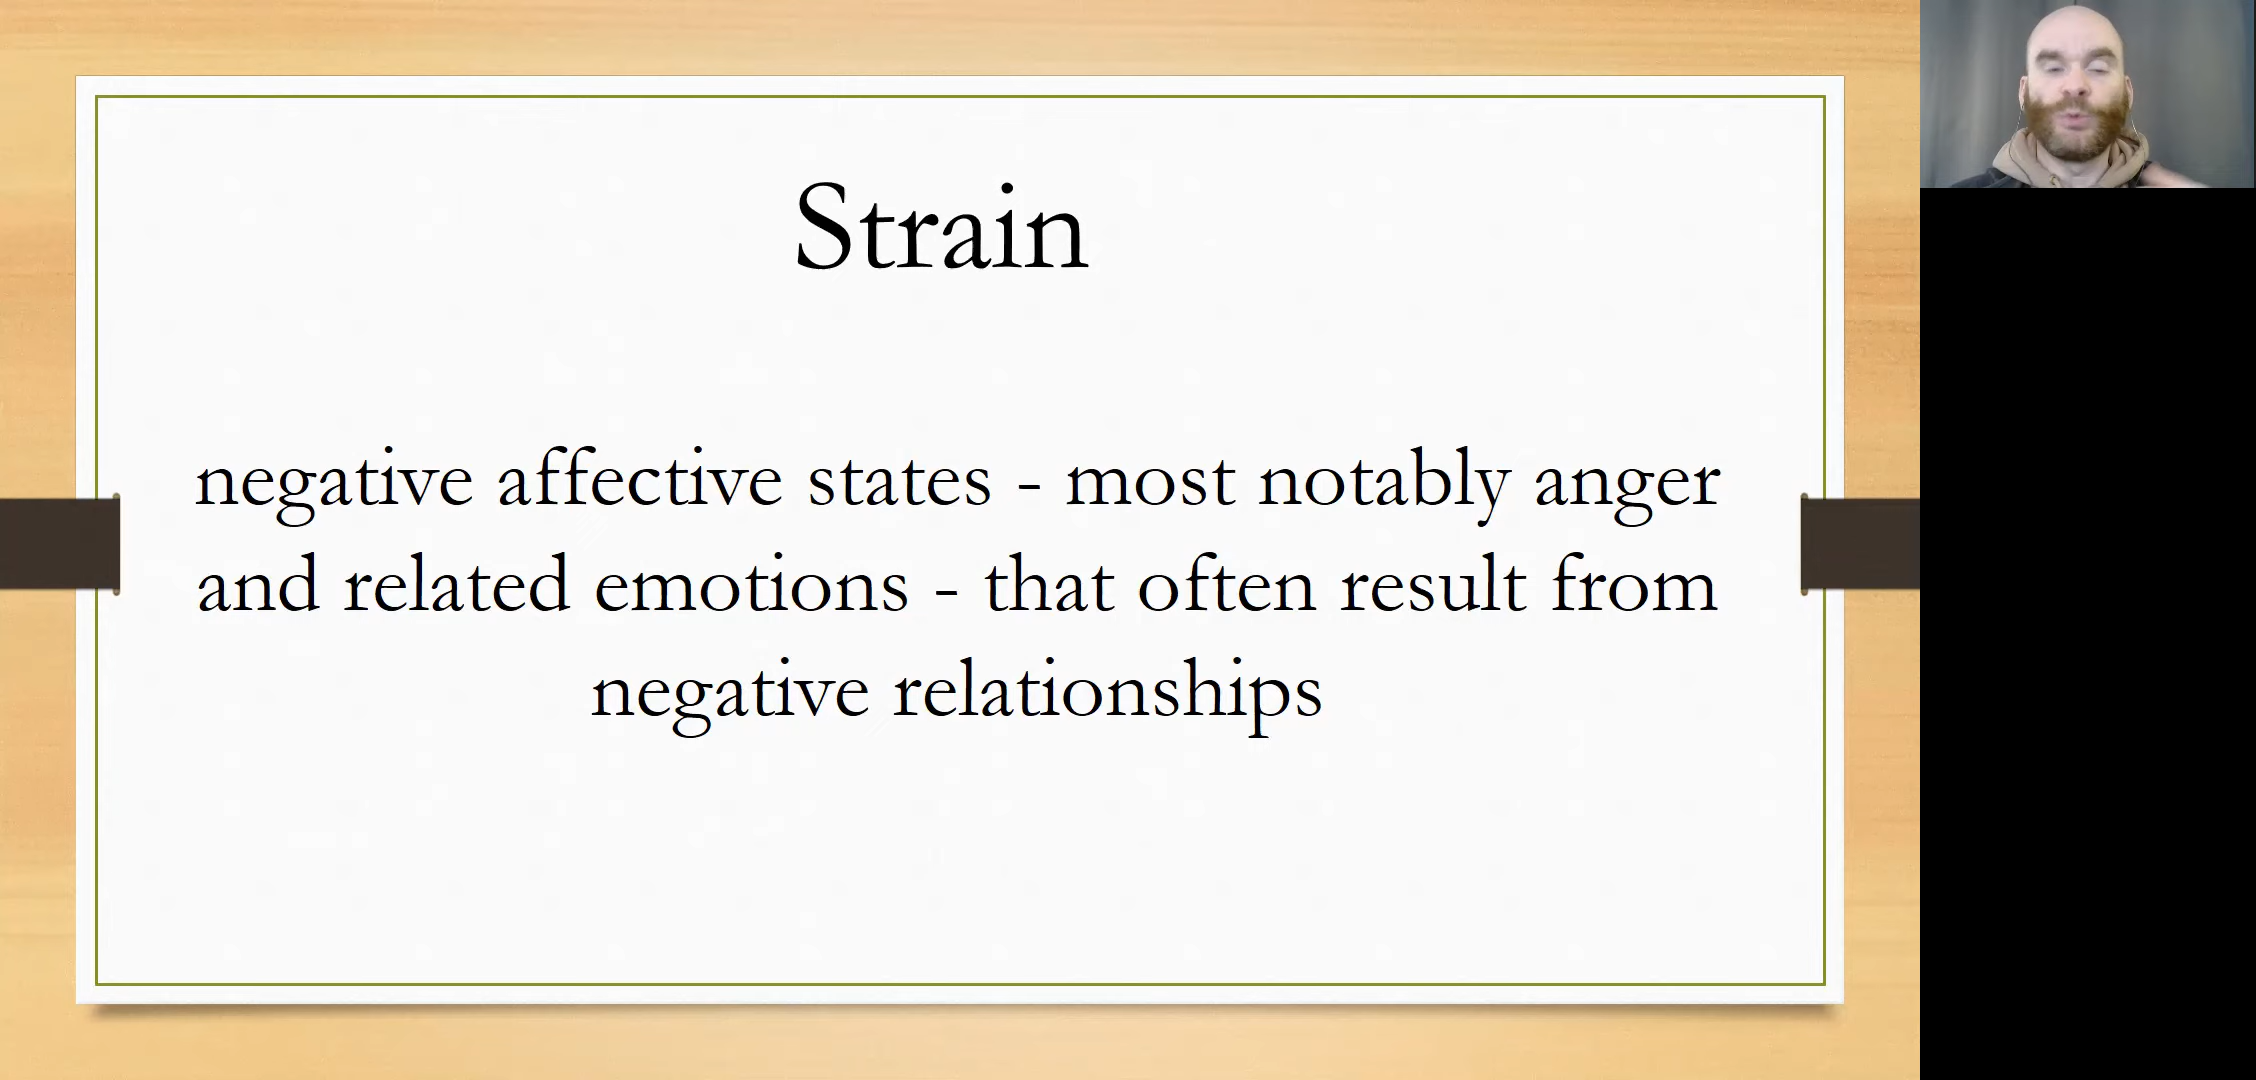 Strain
negative affective states - most notably anger
and related emotions - that often result from
negative relationships